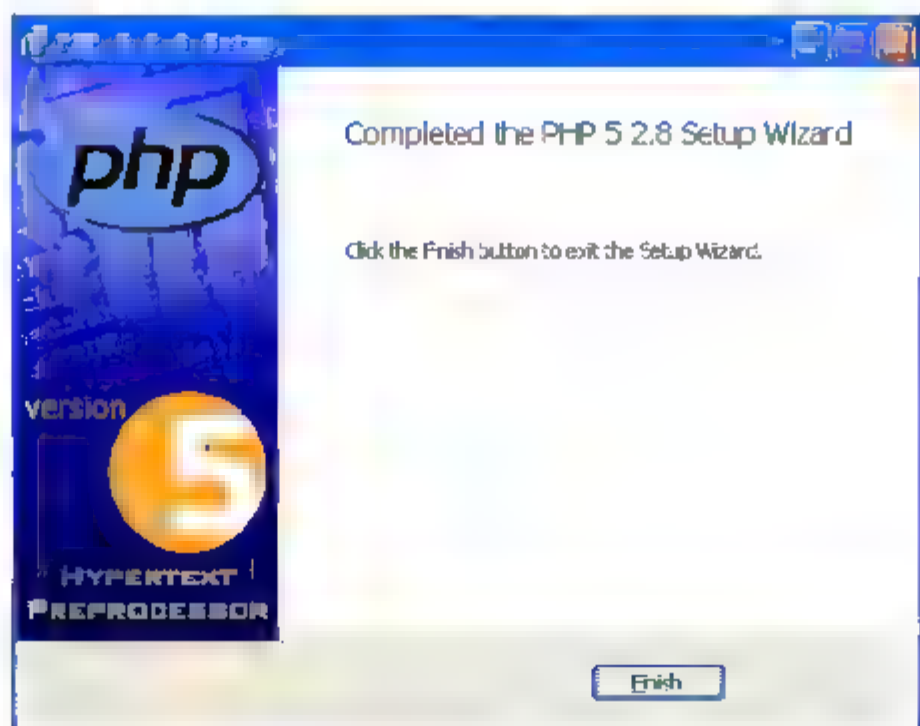 php
Completed the PHP 5 2.8 Setup Wizard
Click the Finish button to exit the Setup Wizard.
version
5
HYPERTEXT
PREPROCESSOR
Finish